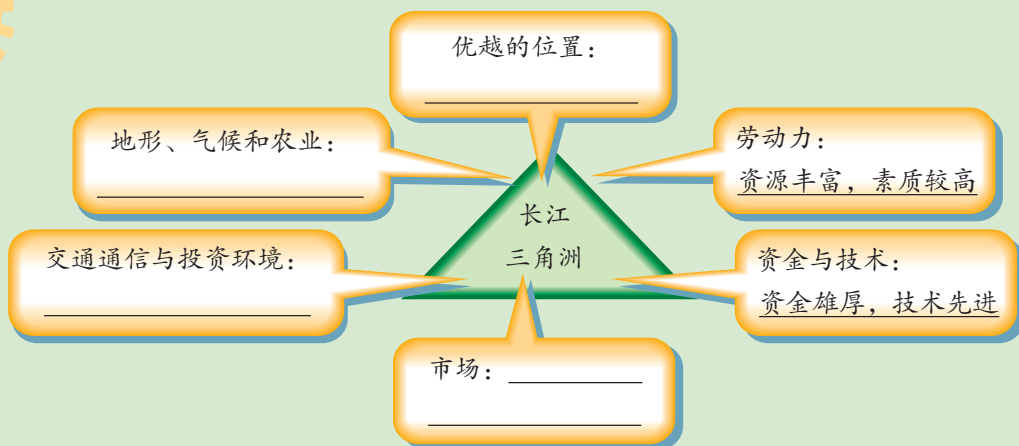 优越的位置：
地形、气候和农业：
劳动力：
资源丰富，素质较高
长江
三角洲
交通通信与投资环境：
资金与技术：
资金雄厚，技术先进
市场：